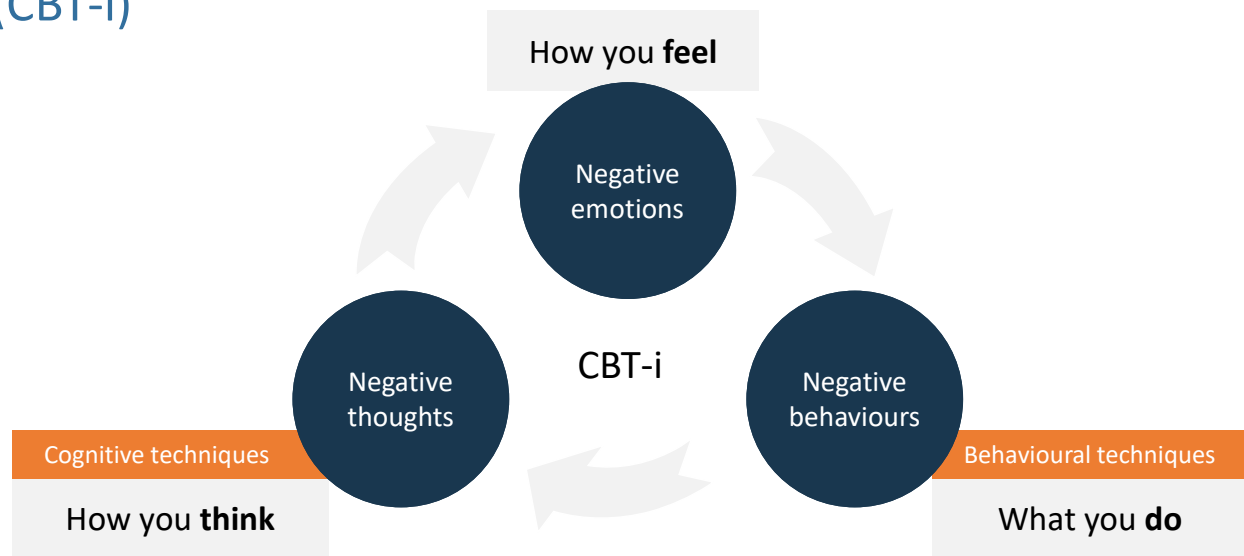 (CBT-i)
How you feel
Negative
emotions
CBT-i
Negative
thoughts
Negative
behaviours
Cognitive techniques
Behavioural techniques
How you think
What you do